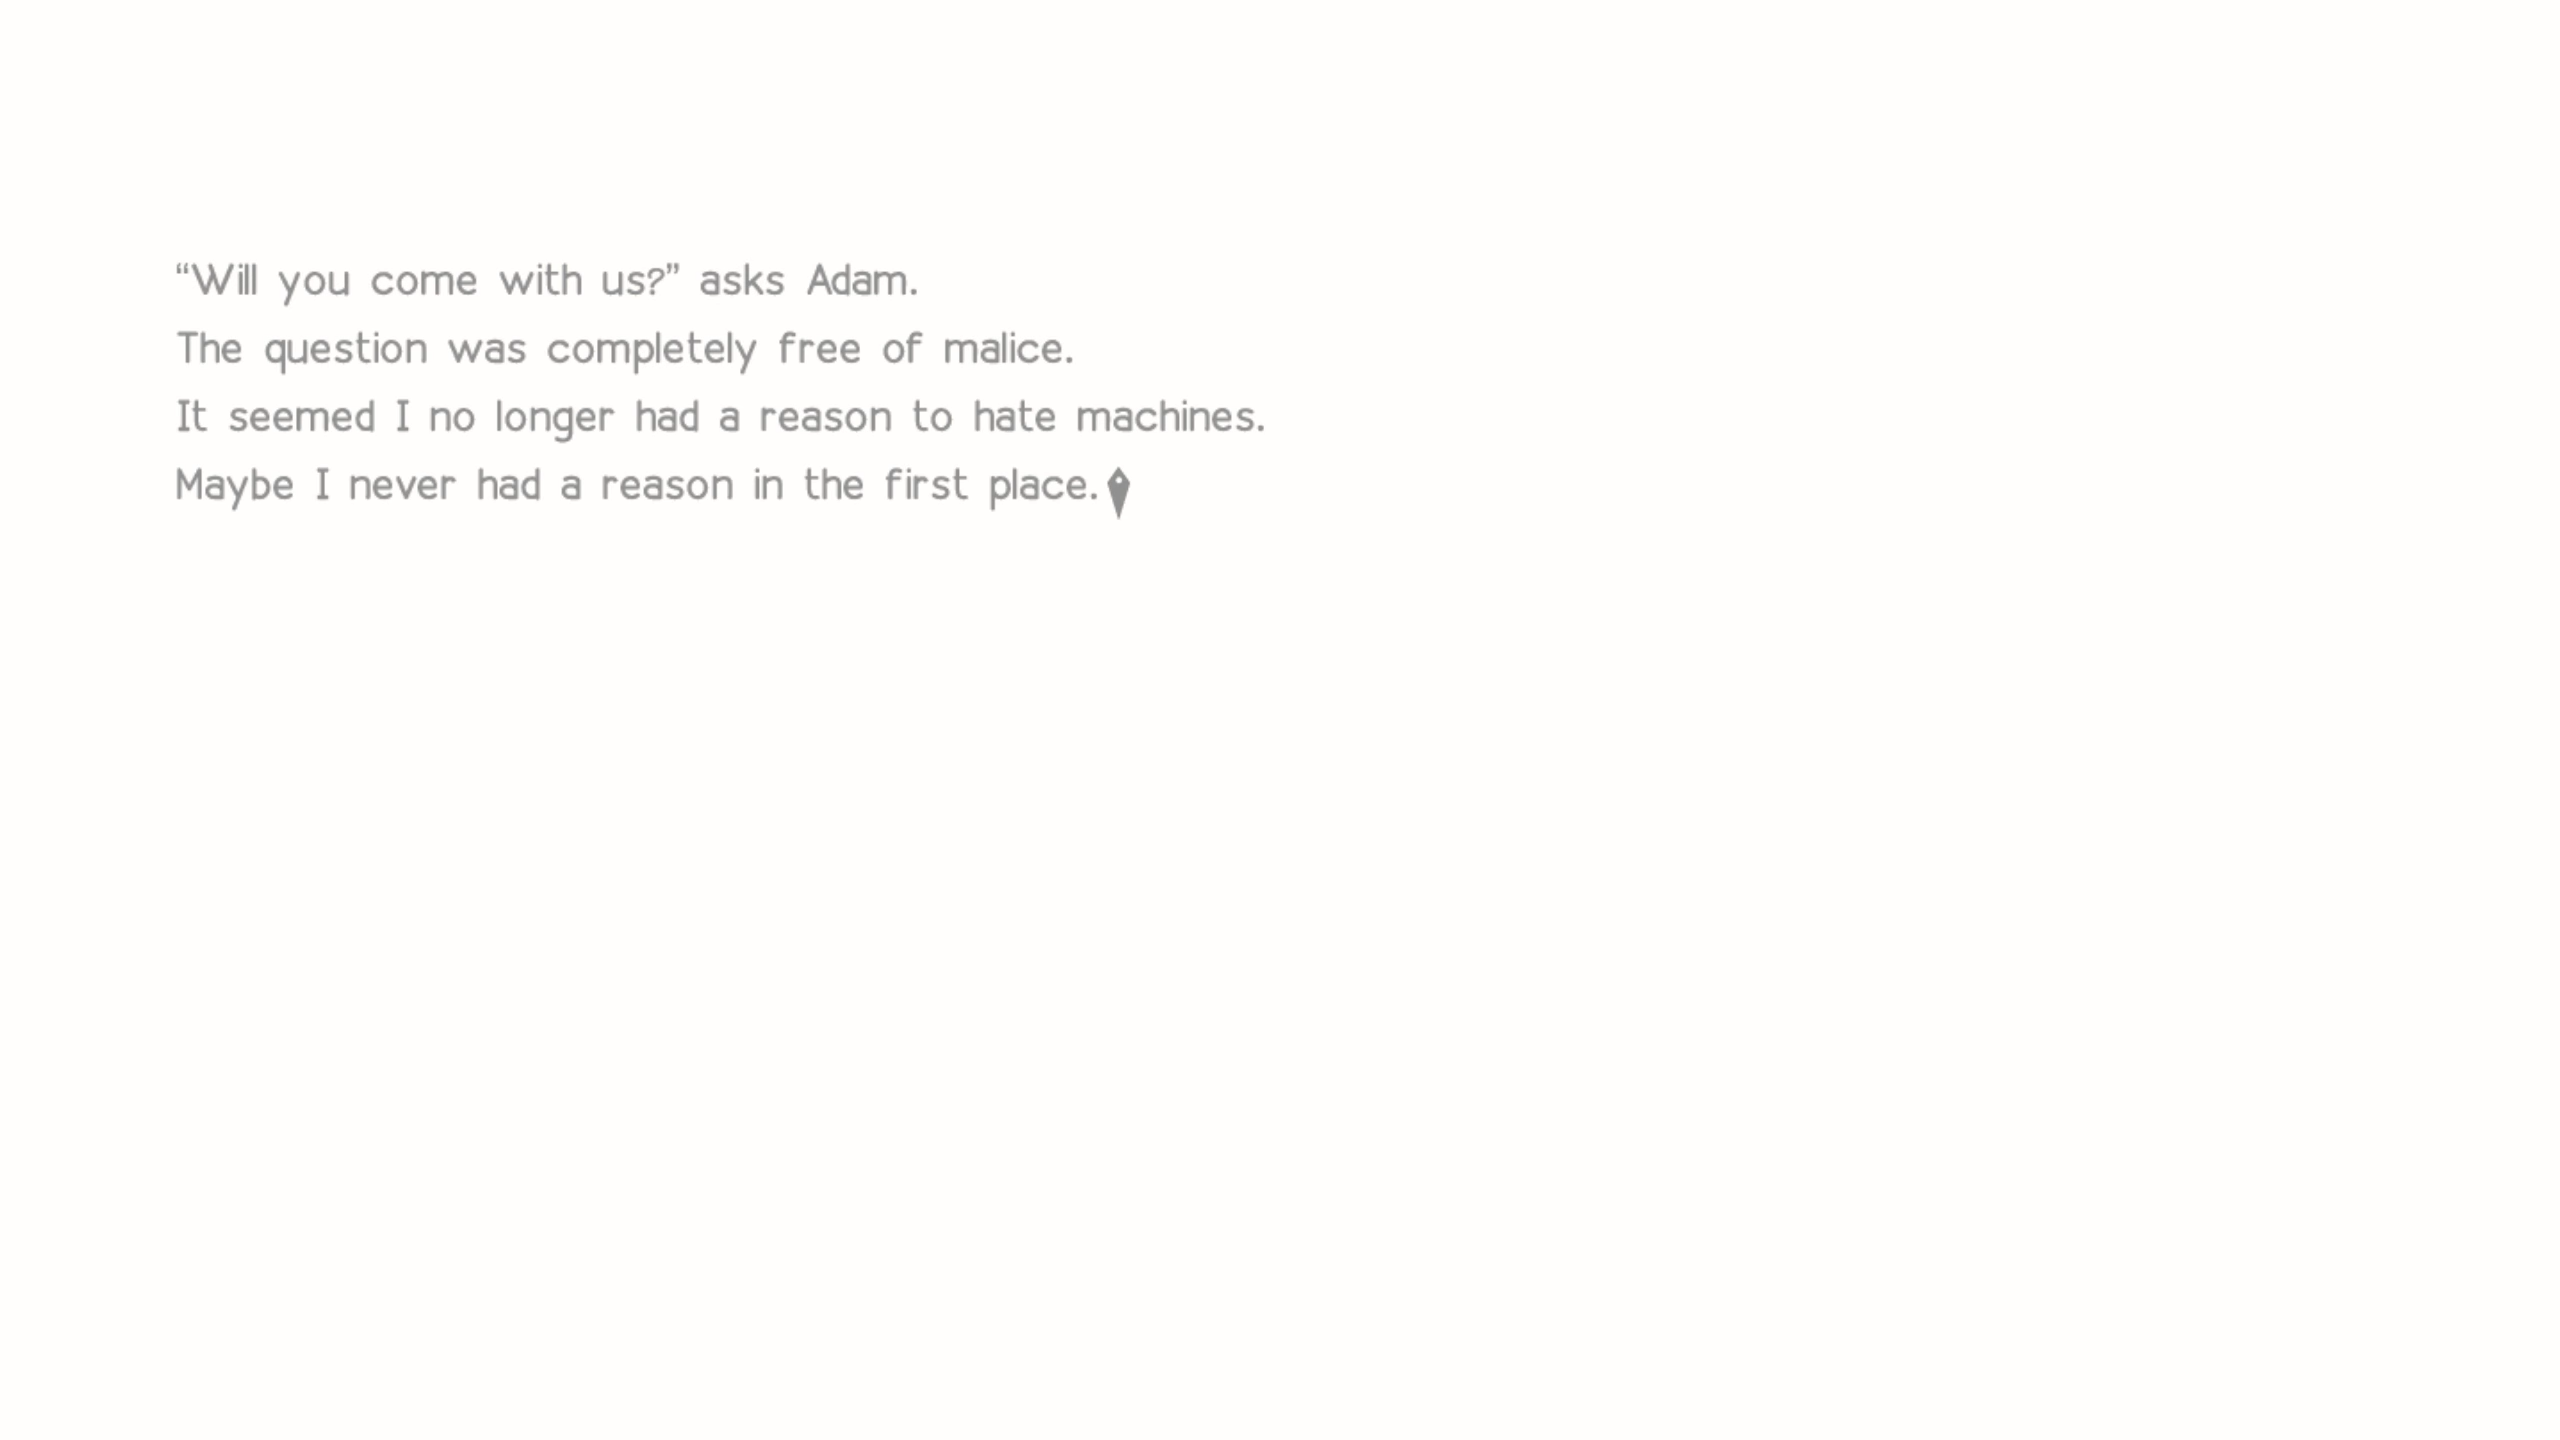 “Will you come with us?” asks Adam.
The question was completely free of malice.
It seemed I no longer had a reason to hate machines.
Maybe I never had a reason in the first place.